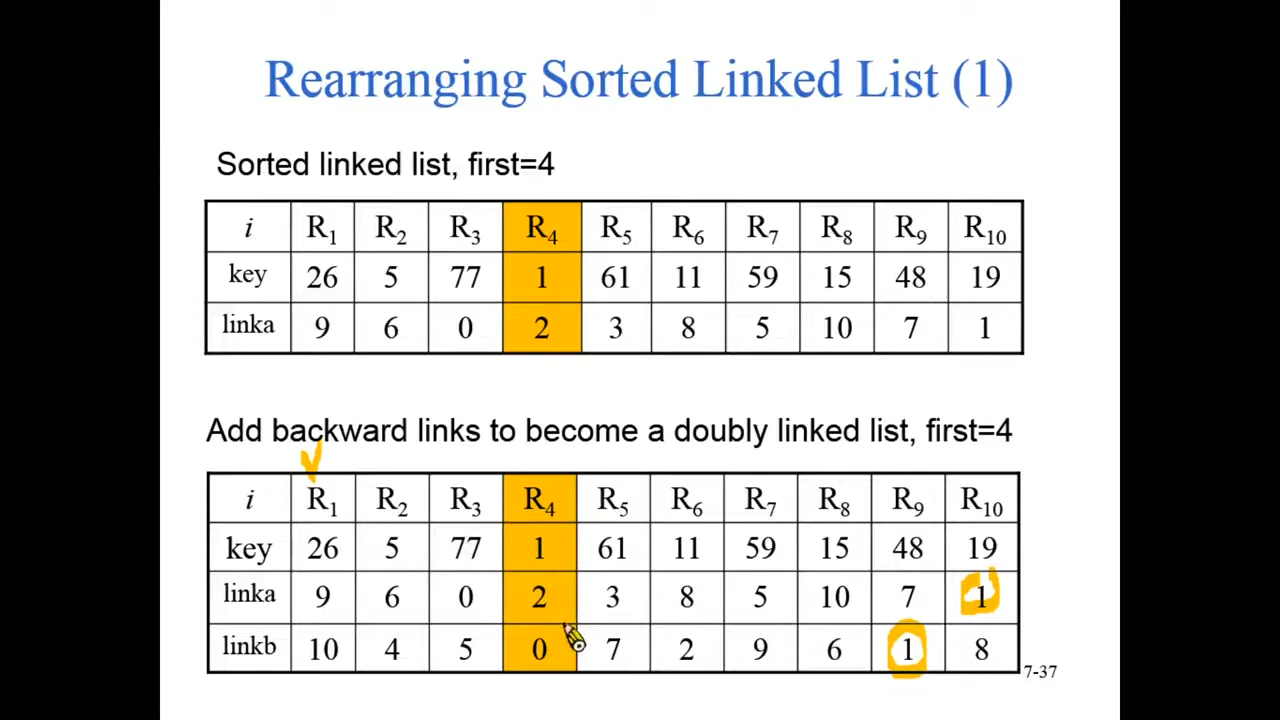 Rearranging Sorted Linked List (1)
Sorted linked list, first=4
i R1 R2 R3 R4 R5 R6 R7 R8 R9 R10
key 26 5 77 1 61 11 59 15 48 19
linka 9 6 0 2 3 8 5 10 7 1
Add backward links to become a doubly linked list, first=4
i R1 R2 R3 R4 R5 R6 R7 R8 R9 R10
key 26 5 77 1 61 11 59 15 48 19
linka 9 6 0 2 3 8 5 10 7 1
linkb 10 4 5 0 7 2 9 6 1 8
7-37